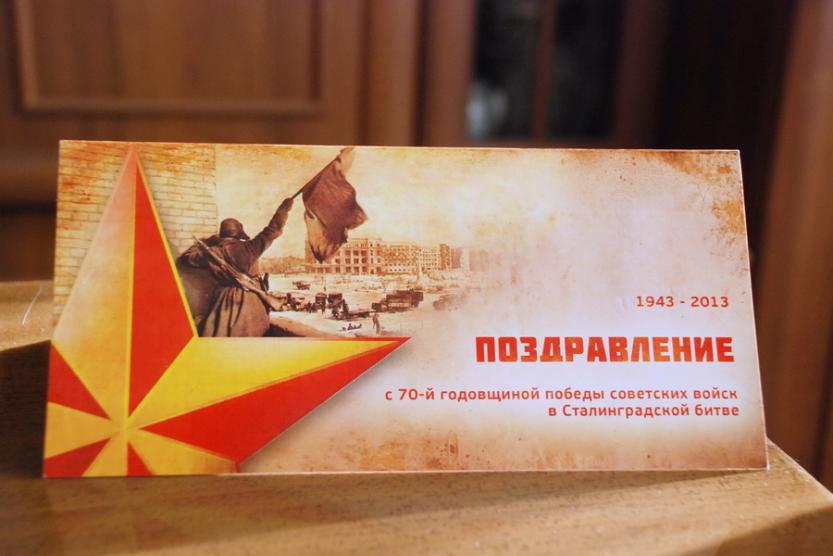 1943 - 2013
ПОЗДРАВЛЕНИЕ
с 70-й годовщиной победы советских войск
в Сталинградской битве